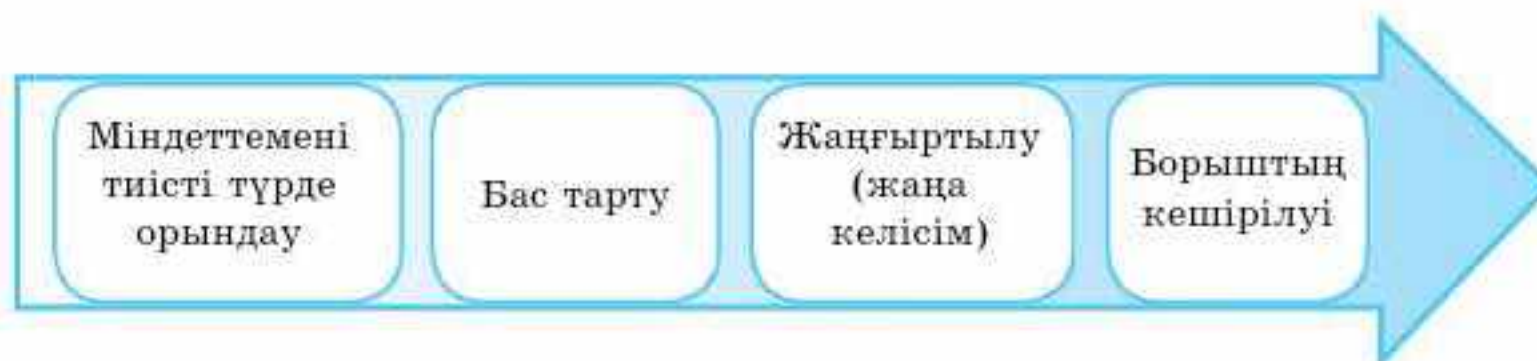 Міндеттемені
тиісті түрде
орындау
Бас тарту
Жаңғыртылу
(жаңа
келісім)
Борыштың
кешірілуі